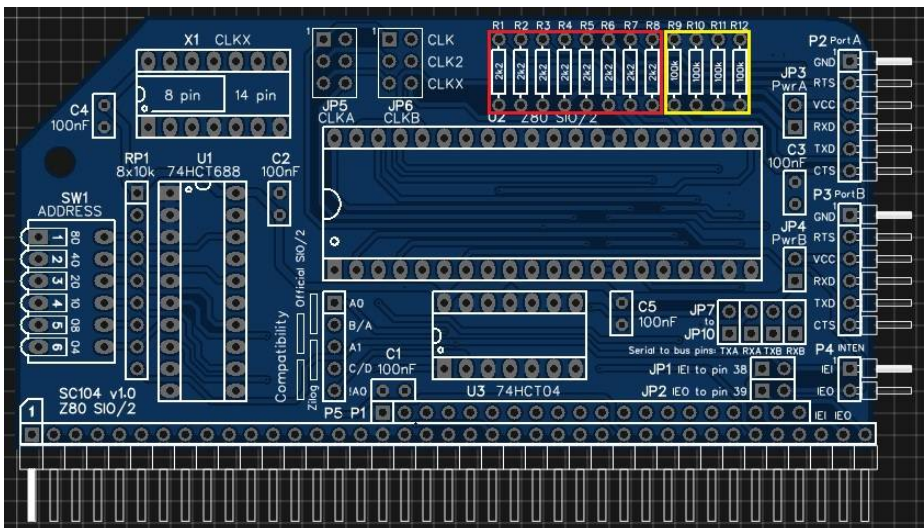 R1 R2 R3 R4 R5 R6 R7 R8 R9 R10 R11 R12
2k2 2k2 2k2 2k2 2k2 2k2 2k2 2k2 100k 100k 100k 100k
X1 CLKX
8 pin 14 pin
C4
100nF
1 1
CLK
CLK2
CLKX
JP5 JP6
CLKA CLKB
U2 Z80 SIO/2
P2 PortA
GND
RTS
VCC
RXD
TXD
CTS
JP3
PwrA
C3
100nF
P3 PortB
1
GND
RTS
VCC
RXD
TXD
CTS
JP4
PwrB
RP1
8x10k
U1
74HCT688
C2
100nF
SW1
ADDRESS
1 80
2 40
3 20
4 10
5 08
6 04
Compatibility
Official SIO/2
Zilog
A0
B/A
A1
C/D
!A0
C1
100nF
U3 74HCT04
C5
100nF
JP7
to
JP10
Serial to bus pins: TXA RXA TXB RXB
JP1 IEI to pin 38
JP2 IEO to pin 39
P4 INTEN
1
IEI
IEO
SC104 v1.0
Z80 SIO/2
P5 P1
IEI IEO
1